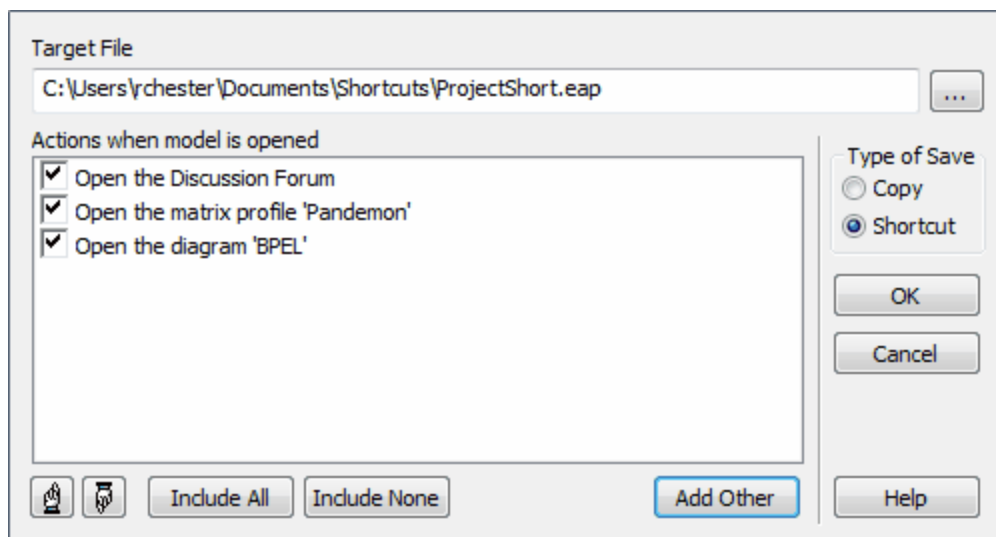 Target File
C:\Users\rchester\Documents\Shortcuts\ProjectShort.eap
...
Actions when model is opened
Open the Discussion Forum
Open the matrix profile 'Pandemon'
Open the diagram 'BPEL'
Type of Save
Copy
Shortcut
OK
Cancel
Include All
Include None
Add Other
Help